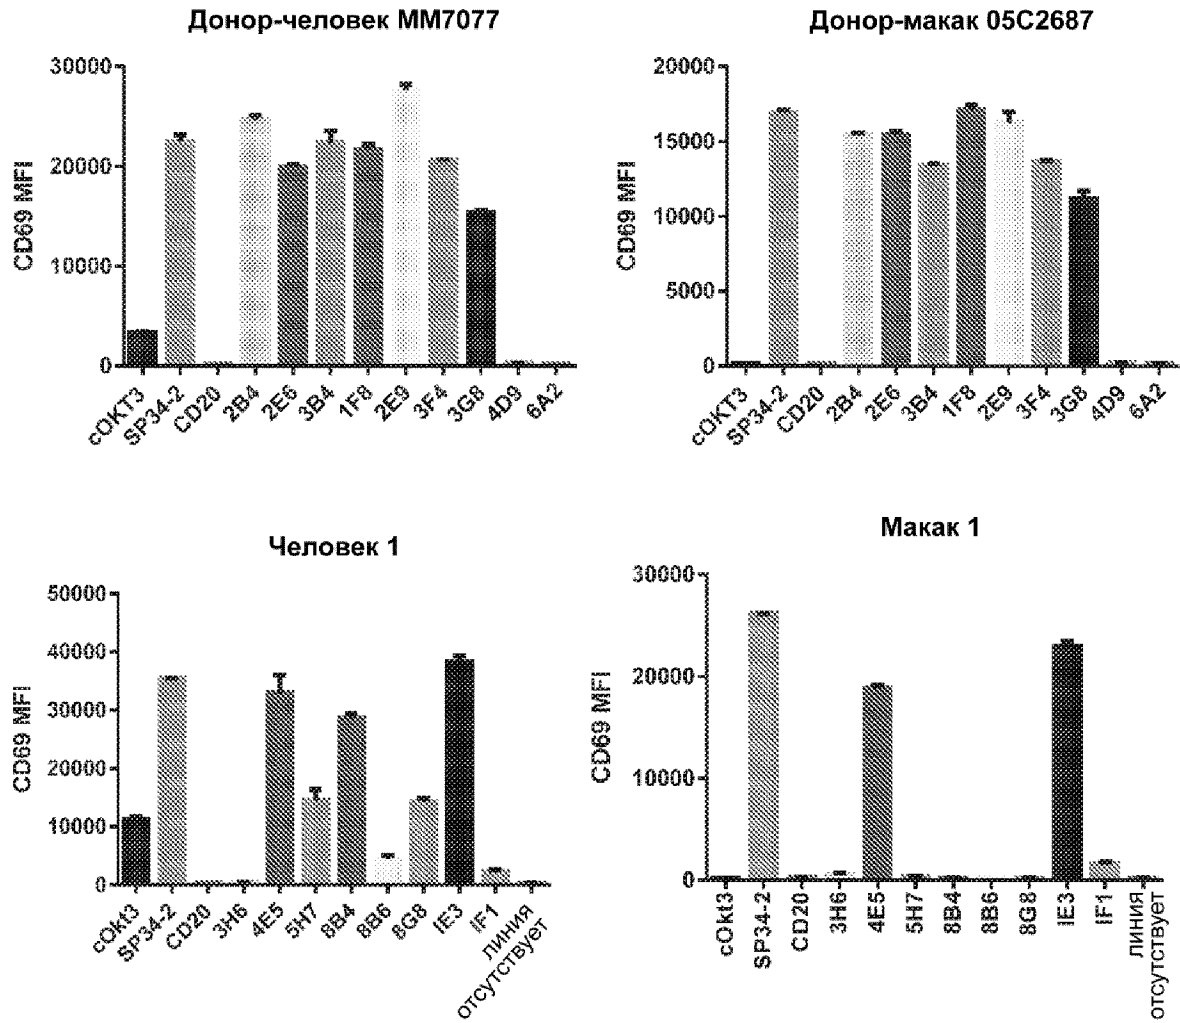 Донор-человек MM7077
CD69 MFI
30000
20000
10000
0
cOKT3
SP34-2
CD20
2B4
2E6
3B4
1F8
2E9
3F4
3G8
4D9
6A2
Донор-макак 05C2687
CD69 MFI
20000
15000
10000
5000
0
cOKT3
SP34-2
CD20
2B4
2E6
3B4
1F8
2E9
3F4
3G8
4D9
6A2
Человек 1
CD69 MFI
50000
40000
30000
20000
10000
0
cOkt3
SP34-2
CD20
3H6
4E5
5H7
8B4
8B6
8G8
IE3
IF1
линия
отсутствует
Макак 1
CD69 MFI
30000
20000
10000
0
cOkt3
SP34-2
CD20
3H6
4E5
5H7
8B4
8B6
8G8
IE3
IF1
линия
отсутствует